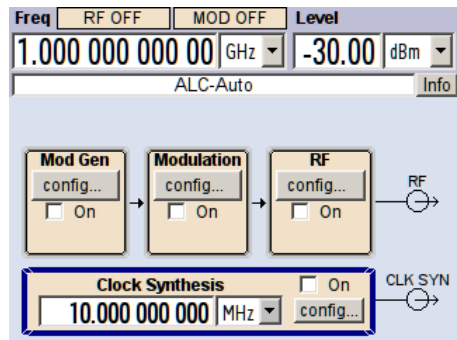 Freq RF OFF MOD OFF Level
1.000 000 000 00 GHz -30.00 dBm
ALC-Auto Info
Mod Gen Modulation RF
config... config... config... RF
On On On
Clock Synthesis On CLK SYN
10.000 000 000 MHz config...